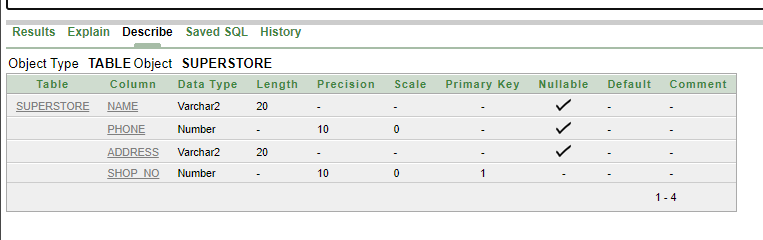 Results Explain Describe Saved SQL History
Object Type TABLE Object SUPERSTORE
Table Column Data Type Length Precision Scale Primary Key Nullable Default Comment
SUPERSTORE NAME Varchar2 20 - - - ✓ - -
PHONE Number - 10 0 - ✓ - -
ADDRESS Varchar2 20 - - - ✓ - -
SHOP_NO Number - 10 0 1 - - -
1 - 4